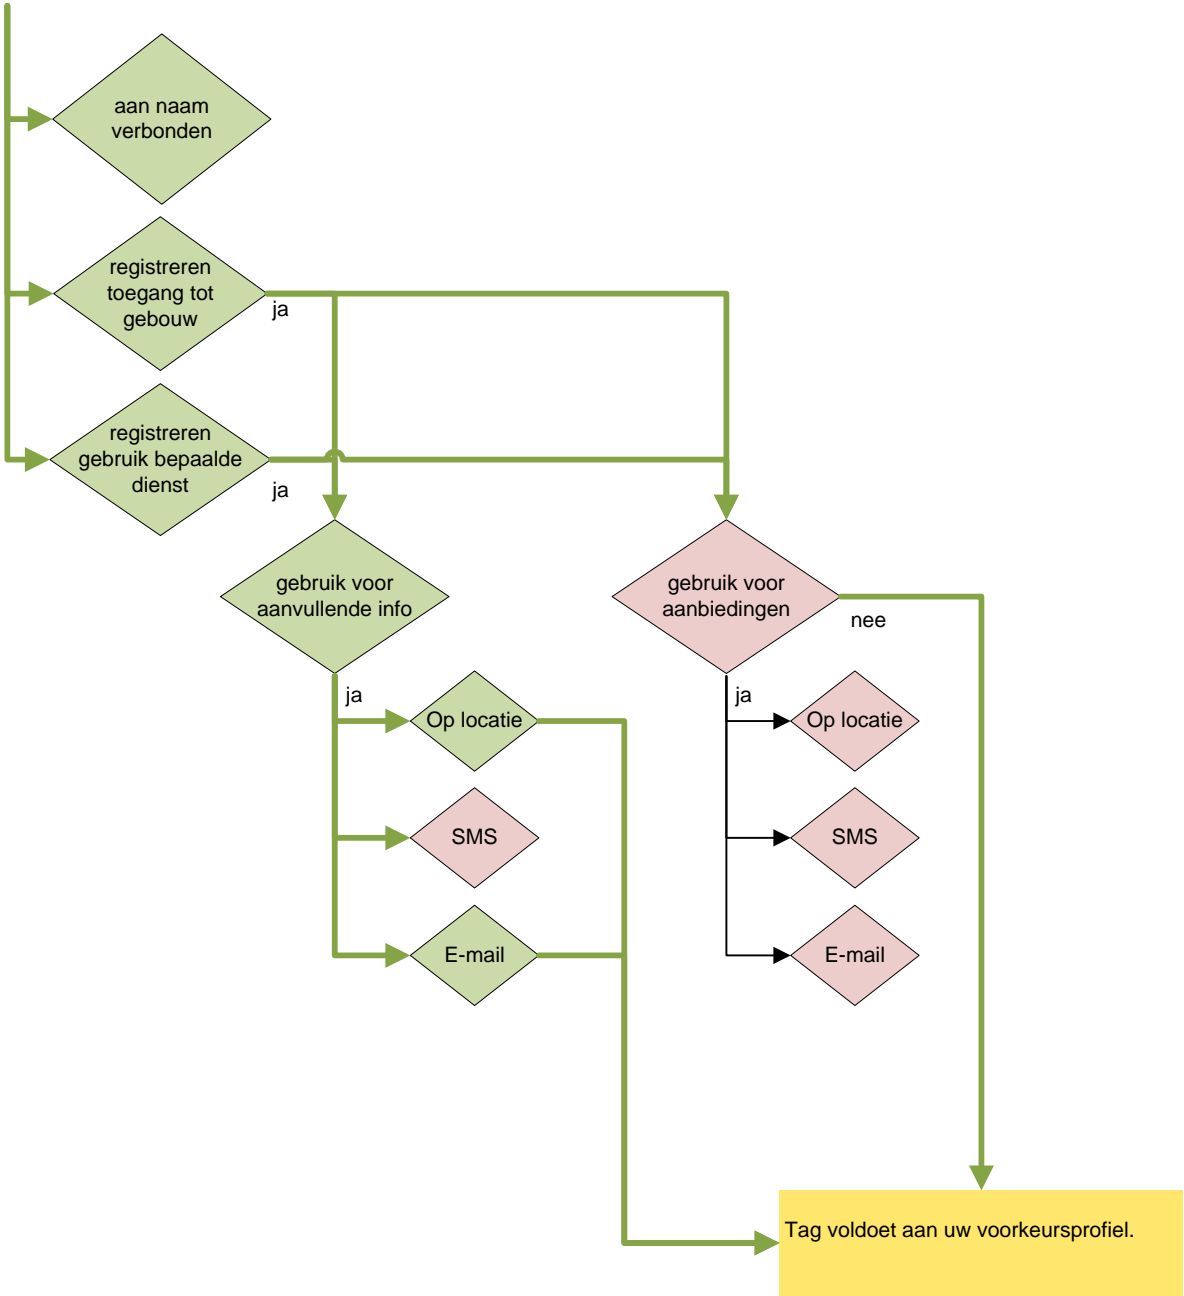 aan naam
verbonden
registreren
toegang tot
gebouw
ja
registreren
gebruik bepaalde
dienst
ja
gebruik voor
aanvullende info
gebruik voor
aanbiedingen
nee
ja
Op locatie
SMS
E-mail
ja
Op locatie
SMS
E-mail
Tag voldoet aan uw voorkeursprofiel.